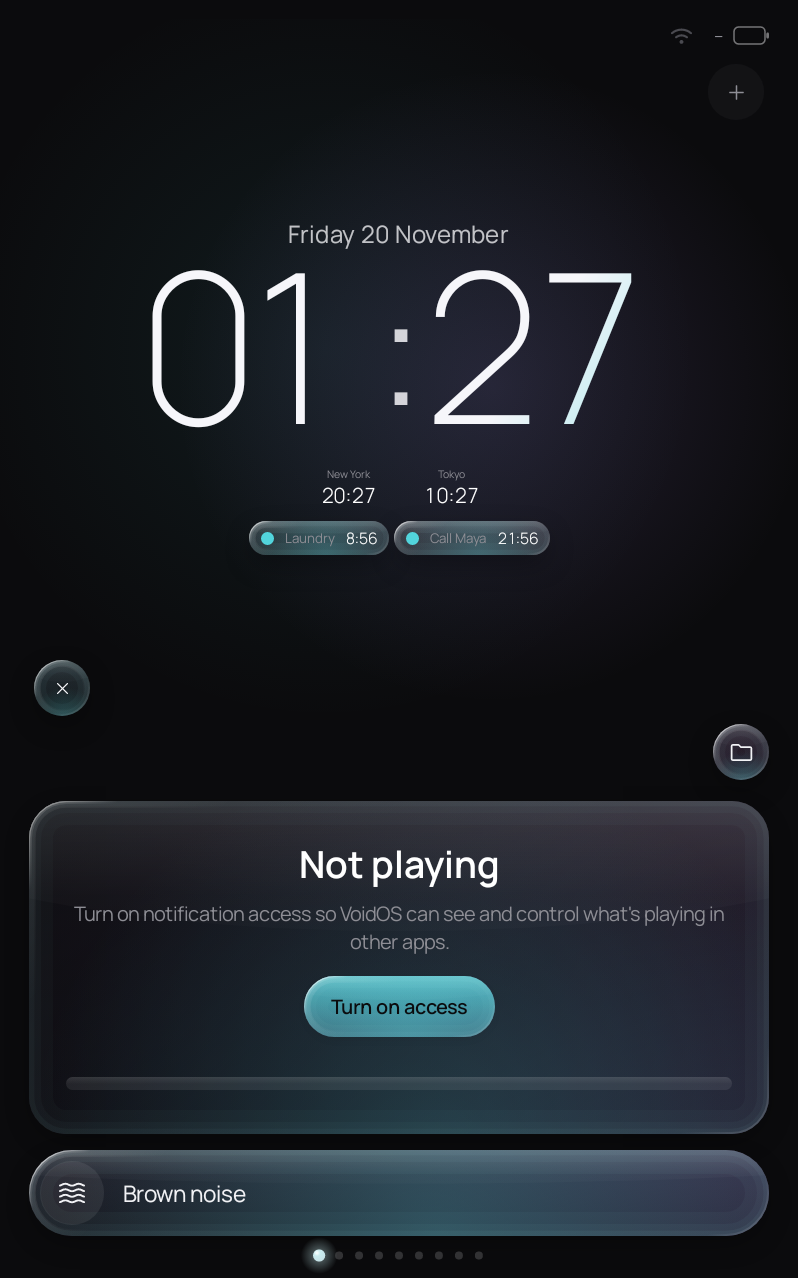 Friday 20 November
01:27
New York
Tokyo
20:27
10:27
Laundry 8:56
Call Maya 21:56
Not playing
Turn on notification access so VoidOS can see and control what's playing in
other apps.
Turn on access
Brown noise